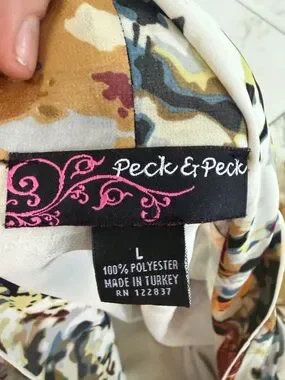 Peck & Peck
L
100% POLYESTER
MADE IN TURKEY
RN 122837